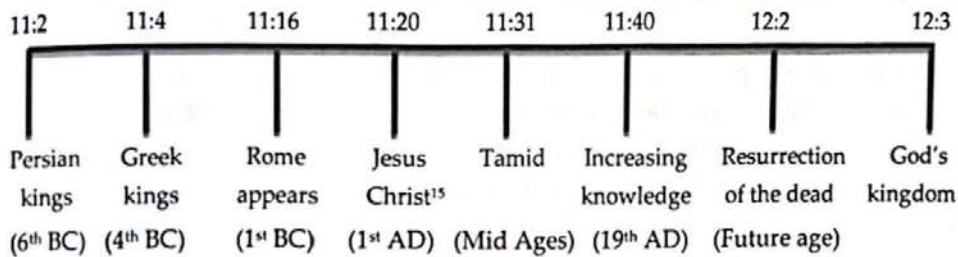 11:2 11:4 11:16 11:20 11:31 11:40 12:2 12:3
Persian Greek Rome Jesus Tamid Increasing Resurrection God's
kings kings appears Christ¹⁵ knowledge of the dead kingdom
(6ᵗʰ BC) (4ᵗʰ BC) (1ˢᵗ BC) (1ˢᵗ AD) (Mid Ages) (19ᵗʰ AD) (Future age)